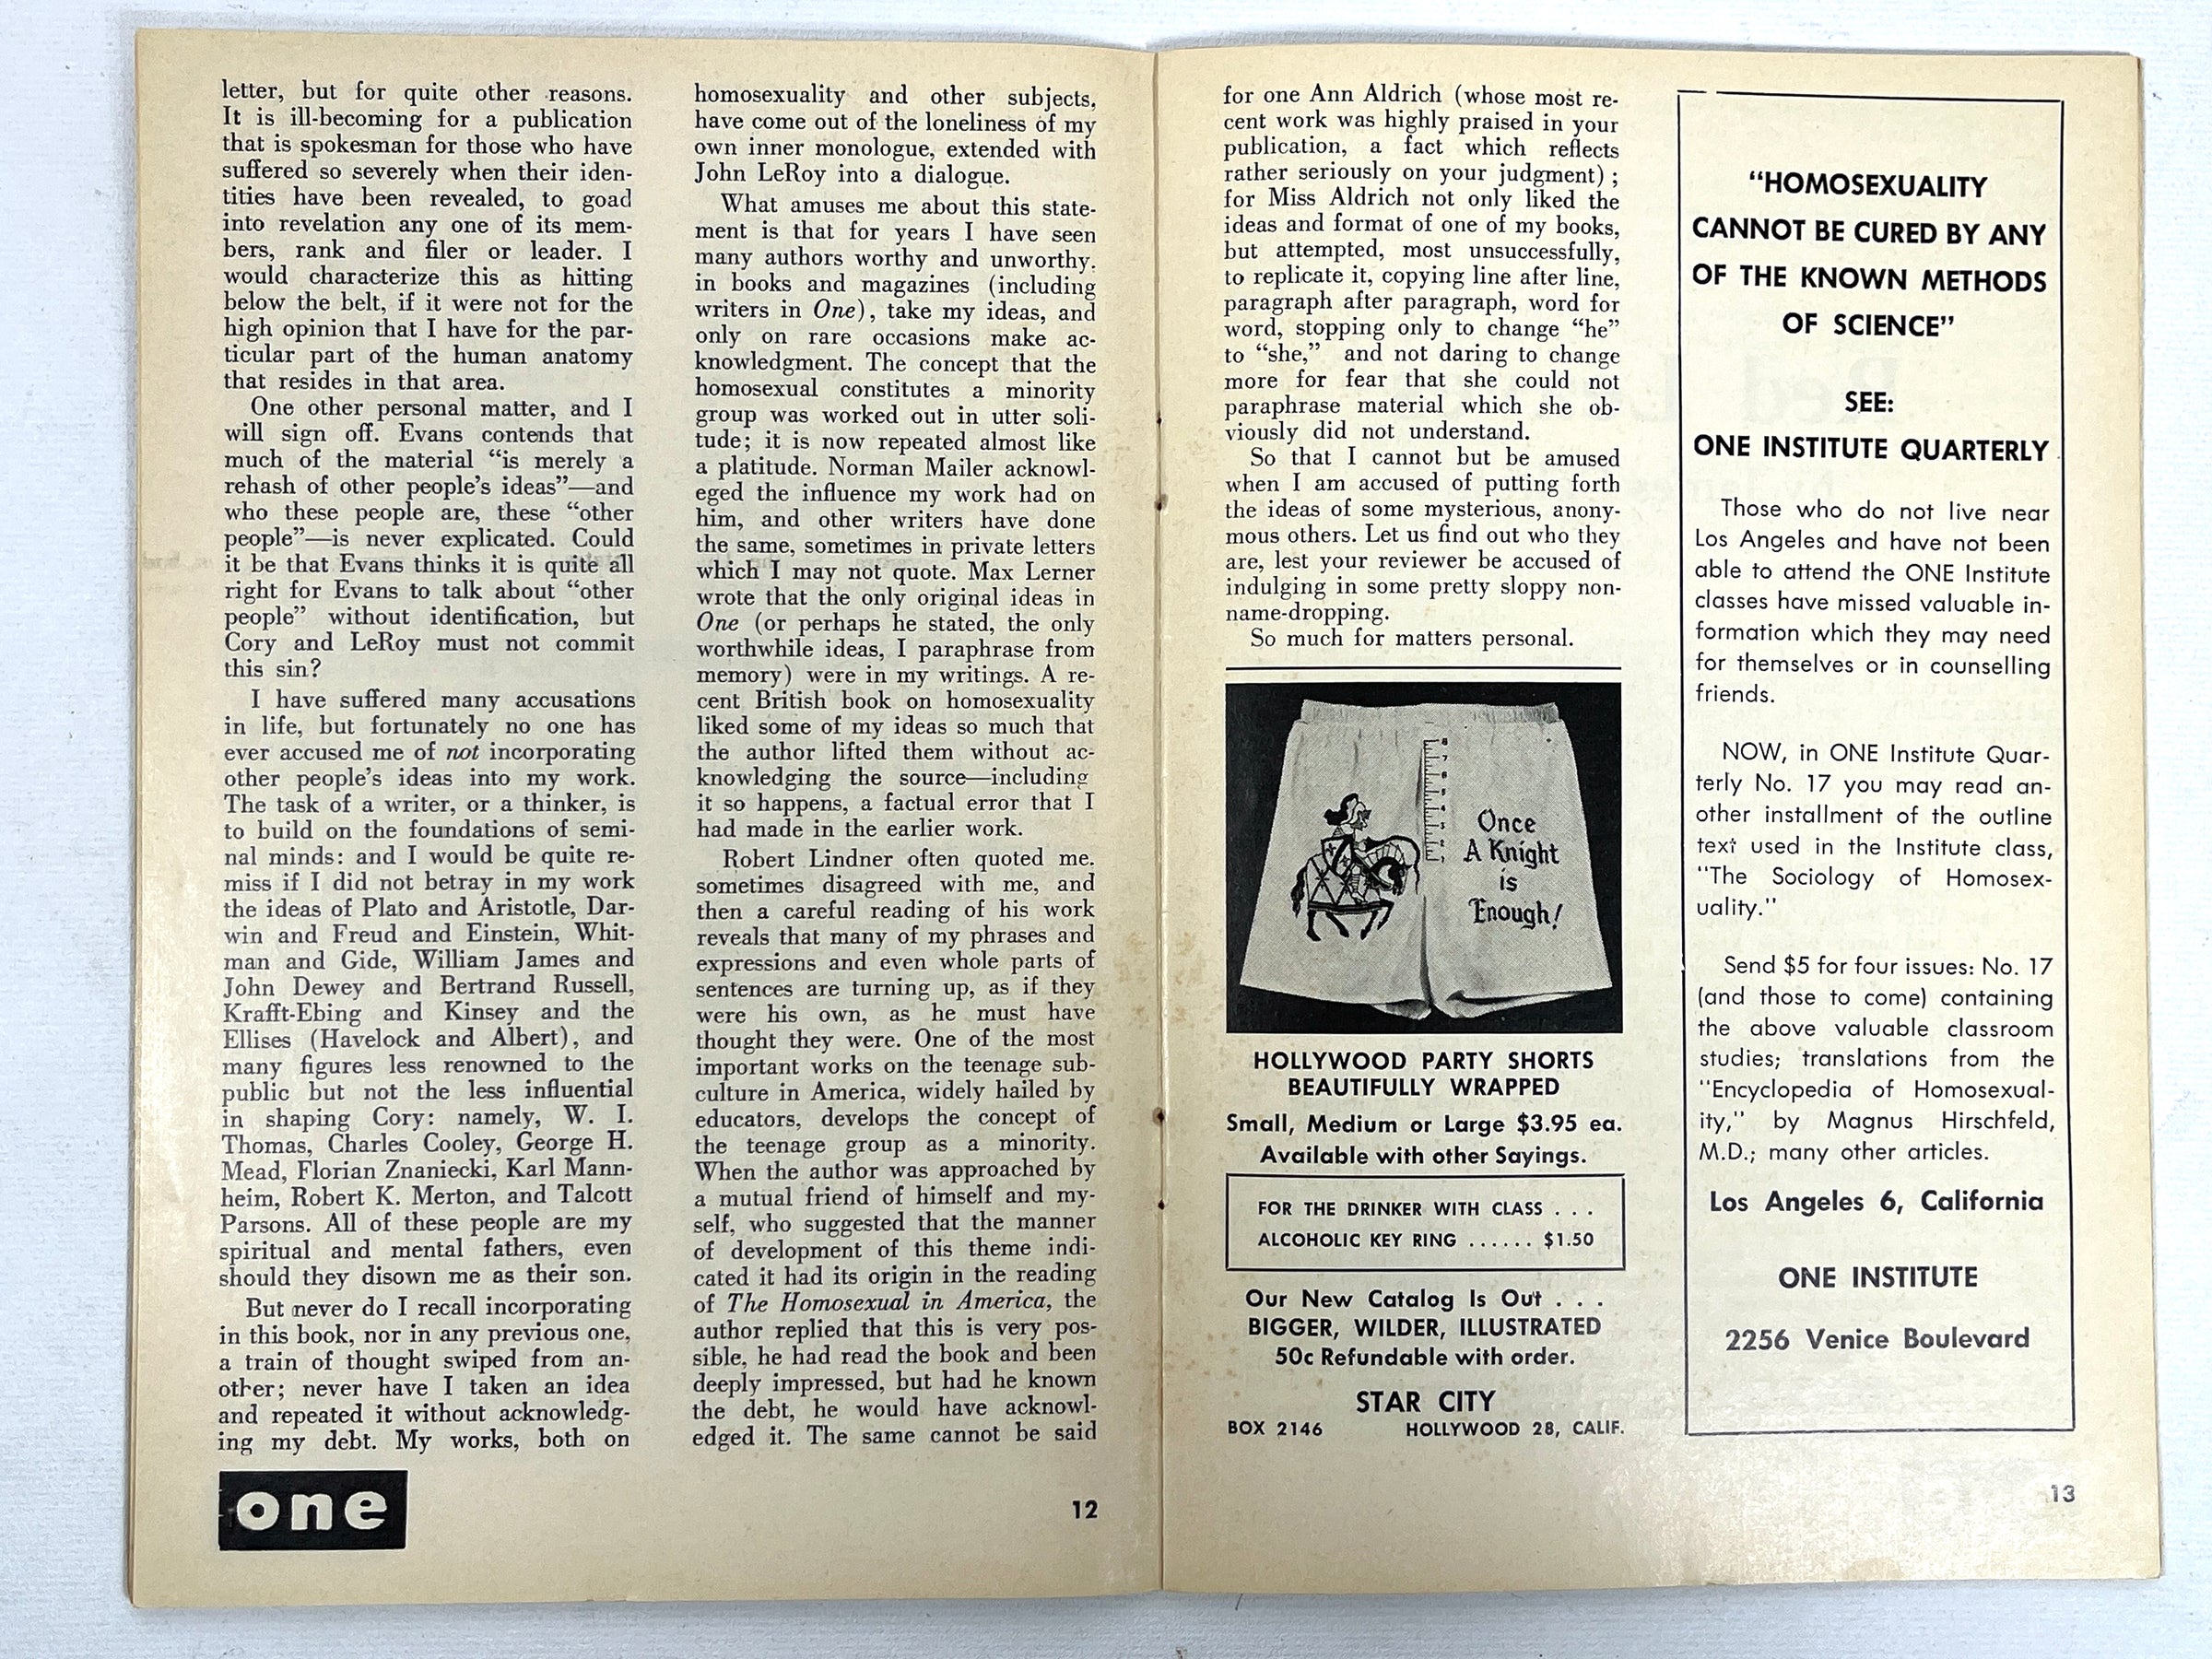 letter, but for quite other reasons.
It is ill-becoming for a publication
that is spokesman for those who have
suffered so severely when their iden-
tities have been revealed, to goad
into revelation any one of its mem-
bers, rank and filer or leader. I
would characterize this as hitting
below the belt, if it were not for the
high opinion that I have for the par-
ticular part of the human anatomy
that resides in that area.
One other personal matter, and I
will sign off. Evans contends that
much of the material “is merely a
rehash of other people’s ideas”—and
who these people are, these “other
people”—is never explicated. Could
it be that Evans thinks it is quite all
right for Evans to talk about “other
people” without identification, but
Cory and LeRoy must not commit
this sin?
I have suffered many accusations
in life, but fortunately no one has
ever accused me of not incorporating
other people’s ideas into my work.
The task of a writer, or a thinker, is
to build on the foundations of semi-
nal minds: and I would be quite re-
miss if I did not betray in my work
the ideas of Plato and Aristotle, Dar-
win and Freud and Einstein, Whit-
man and Gide, William James and
John Dewey and Bertrand Russell,
Krafft-Ebing and Kinsey and the
Ellises (Havelock and Albert), and
many figures less renowned to the
public but not the less influential
in shaping Cory: namely, W. I.
Thomas, Charles Cooley, George H.
Mead, Florian Znaniecki, Karl Mann-
heim, Robert K. Merton, and Talcott
Parsons. All of these people are my
spiritual and mental fathers, even
should they disown me as their son.
But never do I recall incorporating
in this book, nor in any previous one,
a train of thought swiped from an-
other; never have I taken an idea
and repeated it without acknowledg-
ing my debt. My works, both on
homosexuality and other subjects,
have come out of the loneliness of my
own inner monologue, extended with
John LeRoy into a dialogue.
What amuses me about this state-
ment is that for years I have seen
many authors worthy and unworthy.
in books and magazines (including
writers in One), take my ideas, and
only on rare occasions make ac-
knowledgment. The concept that the
homosexual constitutes a minority
group was worked out in utter soli-
tude; it is now repeated almost like
a platitude. Norman Mailer acknowl-
eged the influence my work had on
him, and other writers have done
the same, sometimes in private letters
which I may not quote. Max Lerner
wrote that the only original ideas in
One (or perhaps he stated, the only
worthwhile ideas, I paraphrase from
memory) were in my writings. A re-
cent British book on homosexuality
liked some of my ideas so much that
the author lifted them without ac-
knowledging the source—including
it so happens, a factual error that I
had made in the earlier work.
Robert Lindner often quoted me.
sometimes disagreed with me, and
then a careful reading of his work
reveals that many of my phrases and
expressions and even whole parts of
sentences are turning up, as if they
were his own, as he must have
thought they were. One of the most
important works on the teenage sub-
culture in America, widely hailed by
educators, develops the concept of
the teenage group as a minority.
When the author was approached by
a mutual friend of himself and my-
self, who suggested that the manner
of development of this theme indi-
cated it had its origin in the reading
of The Homosexual in America, the
author replied that this is very pos-
sible, he had read the book and been
deeply impressed, but had he known
the debt, he would have acknowl-
edged it. The same cannot be said
one
12
for one Ann Aldrich (whose most re-
cent work was highly praised in your
publication, a fact which reflects
rather seriously on your judgment) ;
for Miss Aldrich not only liked the
ideas and format of one of my books,
but attempted, most unsuccessfully,
to replicate it, copying line after line,
paragraph after paragraph, word for
word, stopping only to change “he”
to “she,” and not daring to change
more for fear that she could not
paraphrase material which she ob-
viously did not understand.
So that I cannot but be amused
when I am accused of putting forth
the ideas of some mysterious, anony-
mous others. Let us find out who they
are, lest your reviewer be accused of
indulging in some pretty sloppy non-
name-dropping.
So much for matters personal.
8
7
6
5
4
3
2
1
Once
A Knight
is
Enough!
HOLLYWOOD PARTY SHORTS
BEAUTIFULLY WRAPPED
Small, Medium or Large $3.95 ea.
Available with other Sayings.
FOR THE DRINKER WITH CLASS . . .
ALCOHOLIC KEY RING ...... $1.50
Our New Catalog Is Out . . .
BIGGER, WILDER, ILLUSTRATED
50c Refundable with order.
STAR CITY
BOX 2146 HOLLYWOOD 28, CALIF.
“HOMOSEXUALITY
CANNOT BE CURED BY ANY
OF THE KNOWN METHODS
OF SCIENCE”
SEE:
ONE INSTITUTE QUARTERLY
Those who do not live near
Los Angeles and have not been
able to attend the ONE Institute
classes have missed valuable in-
formation which they may need
for themselves or in counselling
friends.
NOW, in ONE Institute Quar-
terly No. 17 you may read an-
other installment of the outline
text used in the Institute class,
"The Sociology of Homosex-
uality."
Send $5 for four issues: No. 17
(and those to come) containing
the above valuable classroom
studies; translations from the
"Encyclopedia of Homosexual-
ity," by Magnus Hirschfeld,
M.D.; many other articles.
Los Angeles 6, California
ONE INSTITUTE
2256 Venice Boulevard
13